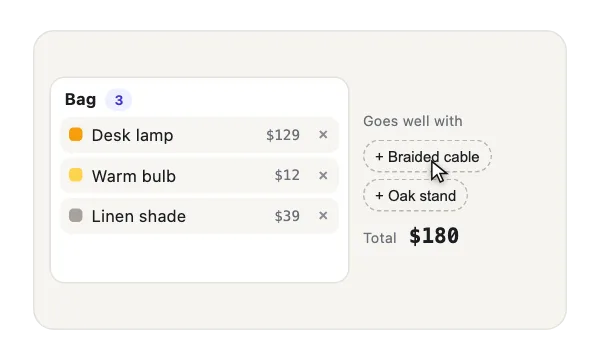 Bag 3
Desk lamp $129 ×
Warm bulb $12 ×
Linen shade $39 ×
Goes well with
+ Braided cable
+ Oak stand
Total $180